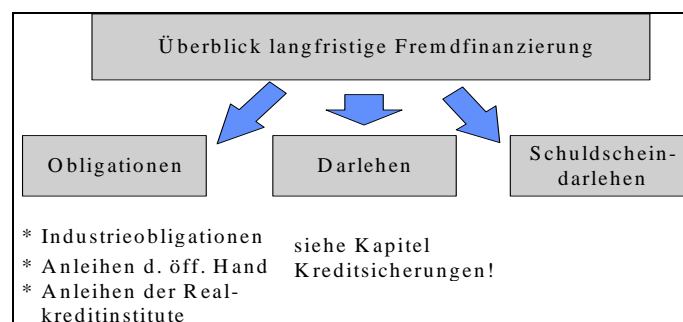 Überblick langfristige Fremdfinanzierung
Obligationen
Darlehen
Schuldschein-
darlehen
* Industrieobligationen
* Anleihen d. öff. Hand
* Anleihen der Real-
kreditinstitute
siehe Kapitel
Kreditsicherungen!